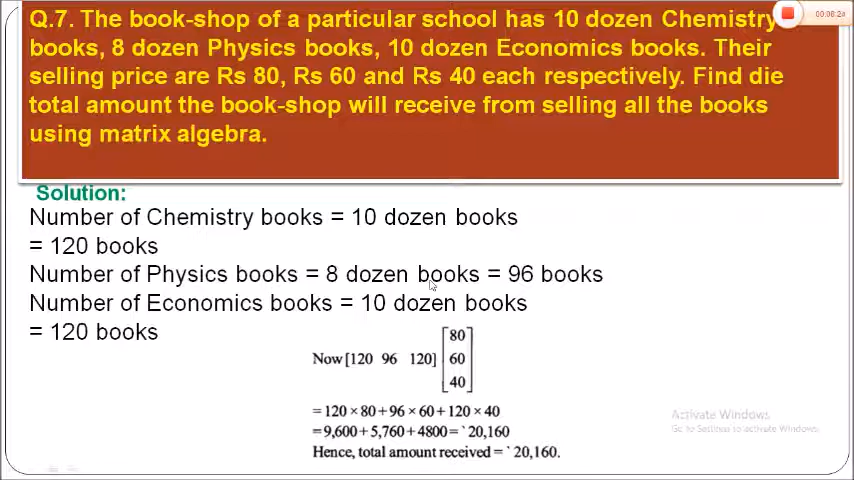 Q.7. The book-shop of a particular school has 10 dozen Chemistry
books, 8 dozen Physics books, 10 dozen Economics books. Their
selling price are Rs 80, Rs 60 and Rs 40 each respectively. Find die
total amount the book-shop will receive from selling all the books
using matrix algebra.
00:08:24
Solution:
Number of Chemistry books = 10 dozen books
= 120 books
Number of Physics books = 8 dozen books = 96 books
Number of Economics books = 10 dozen books
= 120 books
80
Now [120 96 120] 60
40
= 120 × 80 + 96 × 60 + 120 × 40
= 9,600 + 5,760 + 4800 = ` 20,160
Hence, total amount received = ` 20,160.
Activate Windows
Go to Settings to activate Windows.